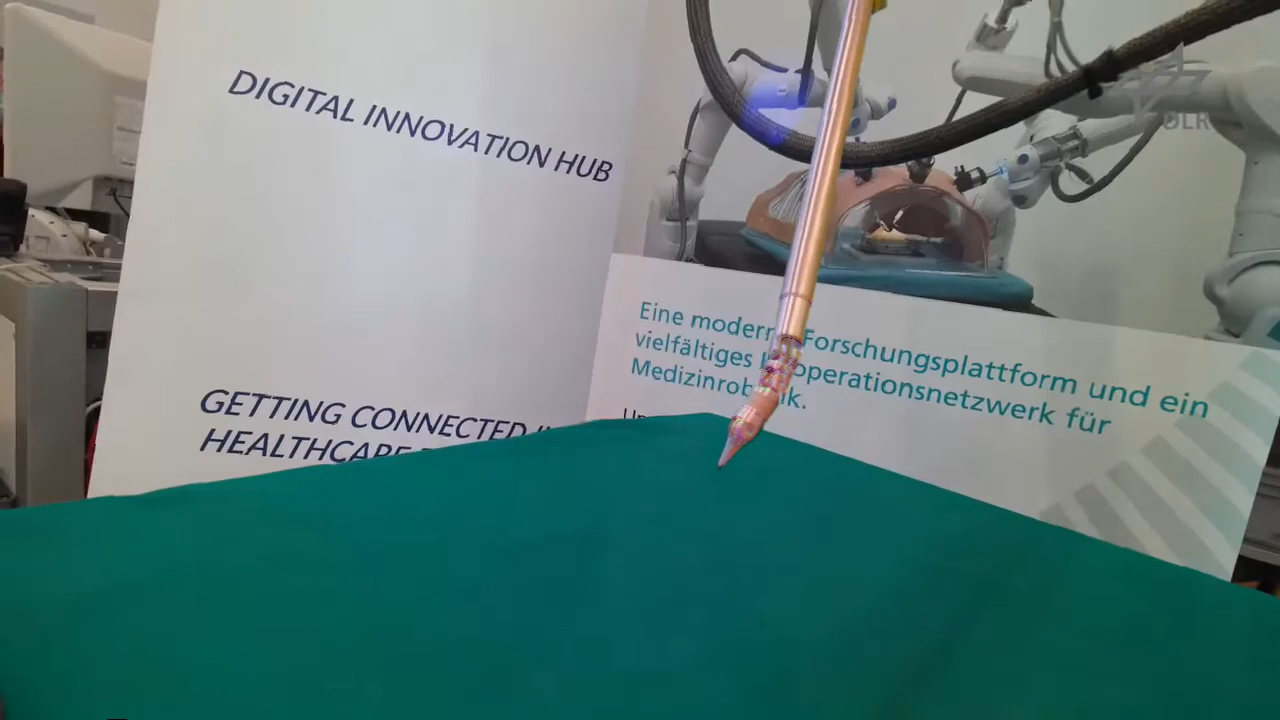 DIGITAL INNOVATION HUB
GETTING CONNECTED
HEALTHCARE
Eine modern Forschungsplattform und ein
vielfältiges operationsnetzwerk für
Medizinrob k.
DLR